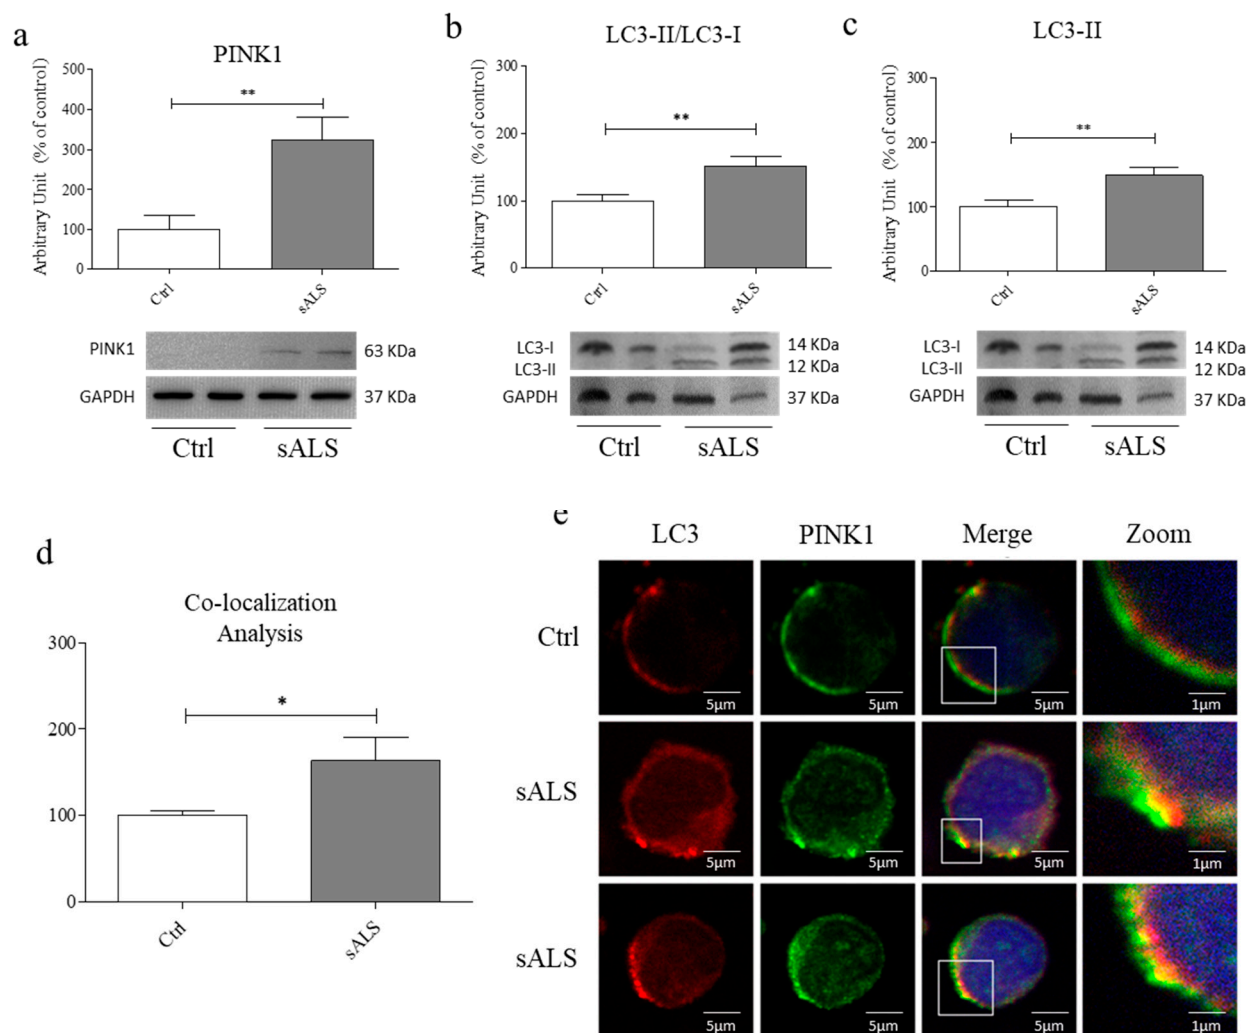 a
PINK1
500
400
300
200
100
0
Arbitrary Unit (% of control)
**
Ctrl
sALS
PINK1
63 KDa
GAPDH
37 KDa
Ctrl
sALS
b
LC3-II/LC3-I
300
200
100
0
Arbitrary Unit (% of control)
**
Ctrl
sALS
LC3-I
14 KDa
LC3-II
12 KDa
GAPDH
37 KDa
Ctrl
sALS
c
LC3-II
300
200
100
0
Arbitrary Unit (% of control)
**
Ctrl
sALS
LC3-I
14 KDa
LC3-II
12 KDa
GAPDH
37 KDa
Ctrl
sALS
d
Co-localization
Analysis
300
200
100
0
*
Ctrl
sALS
e
LC3
PINK1
Merge
Zoom
Ctrl
5μm
5μm
5μm
1μm
sALS
5μm
5μm
5μm
1μm
sALS
5μm
5μm
5μm
1μm